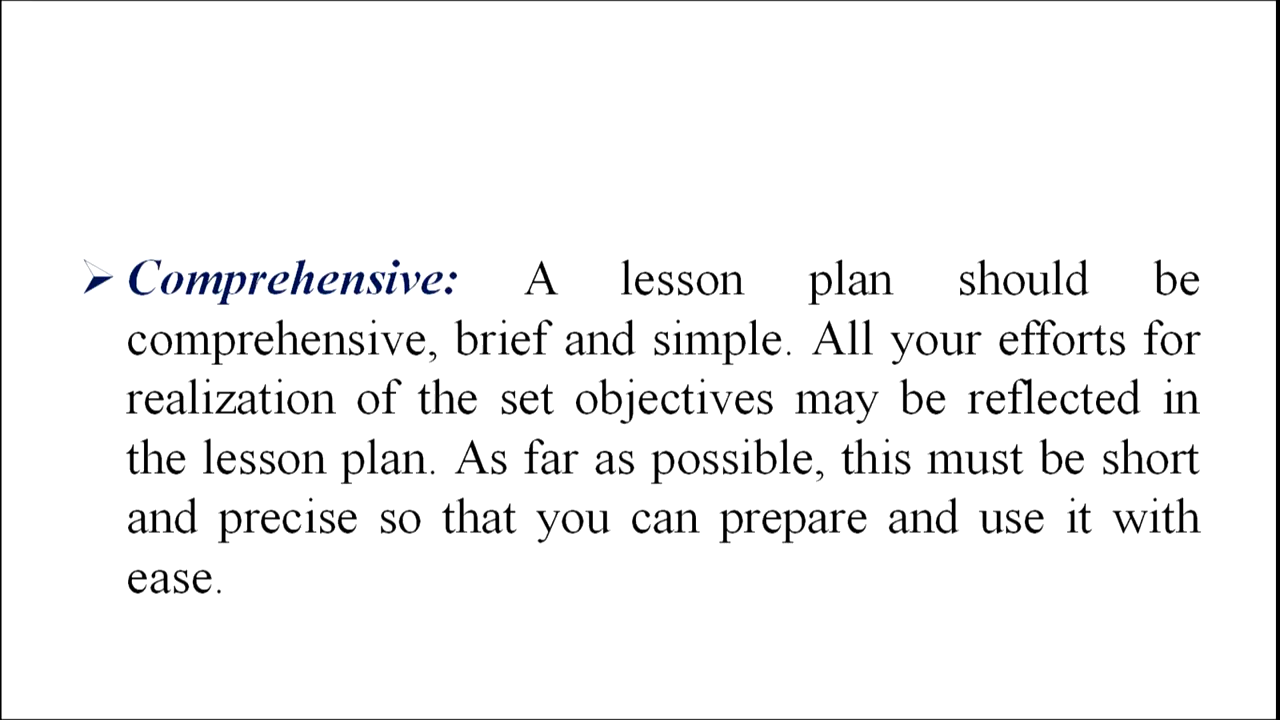 ➢ Comprehensive: A lesson plan should be
comprehensive, brief and simple. All your efforts for
realization of the set objectives may be reflected in
the lesson plan. As far as possible, this must be short
and precise so that you can prepare and use it with
ease.